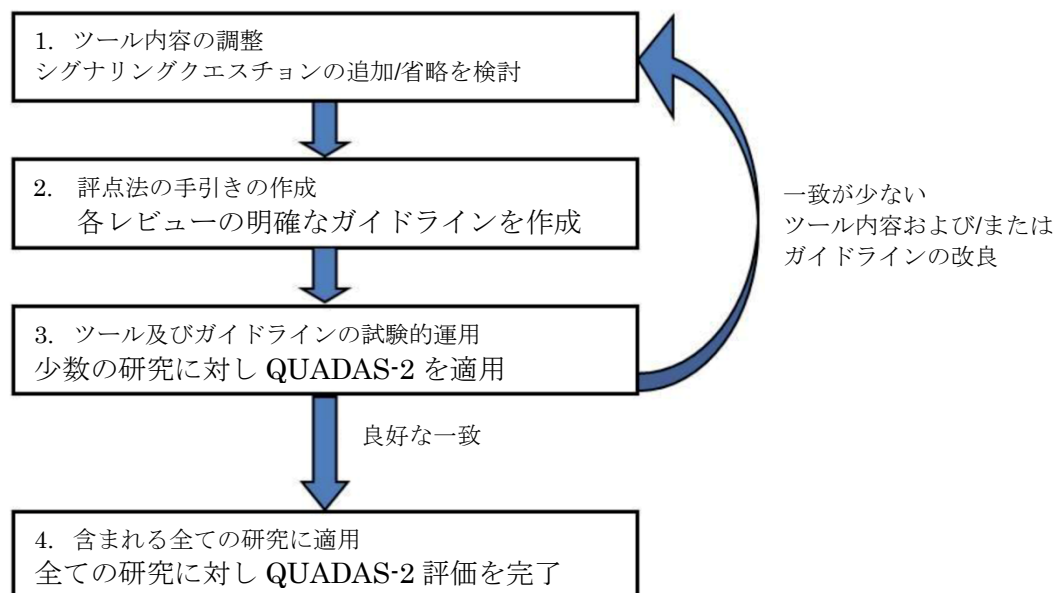 1. ツール内容の調整
シグナリングクエスチョンの追加/省略を検討
2. 評点法の手引きの作成
各レビューの明確なガイドラインを作成
一致が少ない
ツール内容および/または
ガイドラインの改良
3. ツール及びガイドラインの試験的運用
少数の研究に対し QUADAS-2 を適用
良好な一致
4. 含まれる全ての研究に適用
全ての研究に対し QUADAS-2 評価を完了